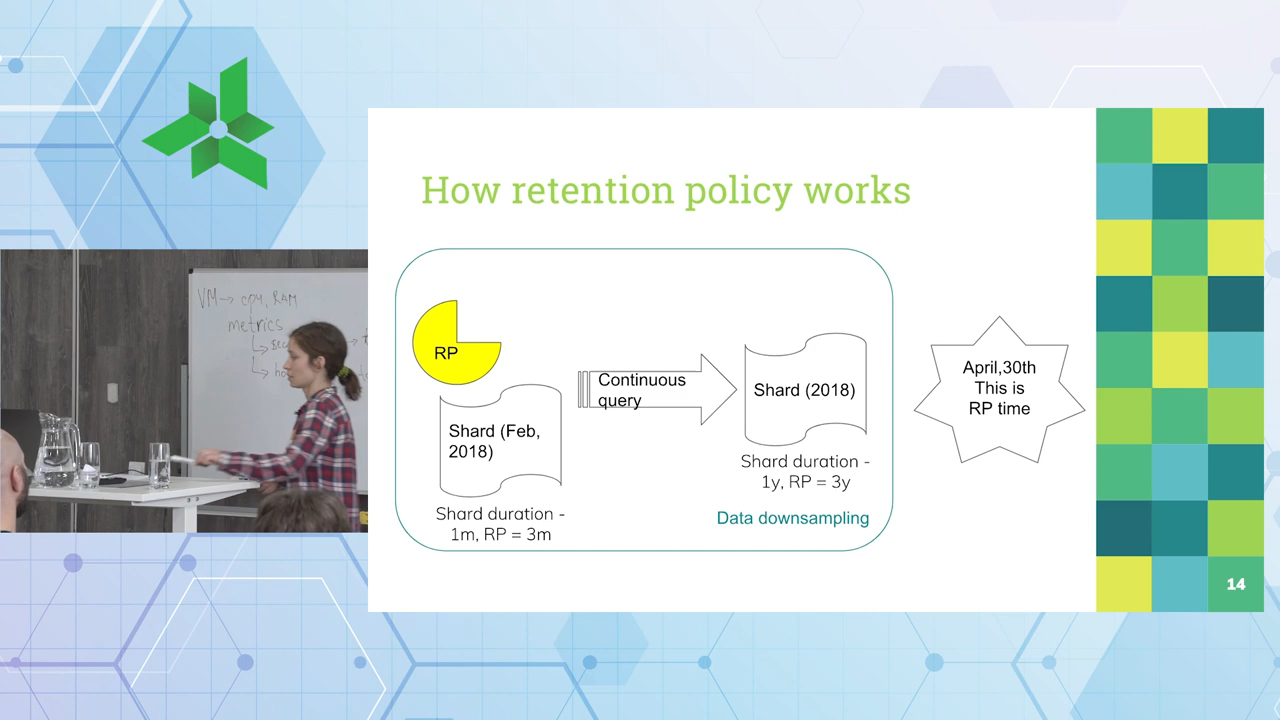 How retention policy works
VM → cpu, RAM
metrics
RP
Shard (Feb,
2018)
Shard duration -
1m, RP = 3m
Continuous
query
Shard (2018)
Shard duration -
1y, RP = 3y
Data downsampling
April,30th
This is
RP time
14